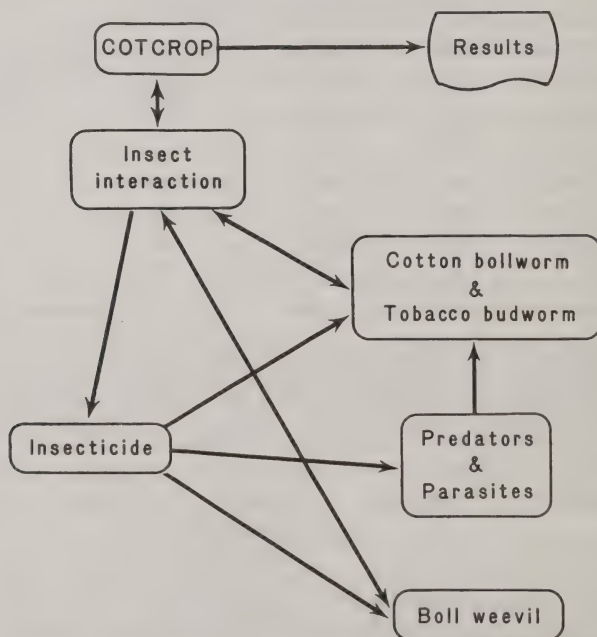 COTCROP
Results
Insect
interaction
Cotton bollworm
&
Tobacco budworm
Insecticide
Predators
&
Parasites
Boll weevil